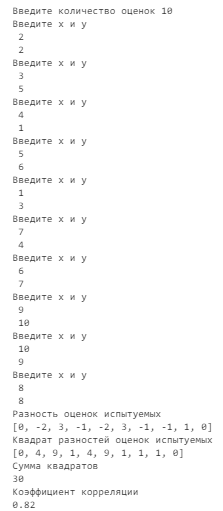 Введите количество оценок 10
Введите х и у
2
2
Введите х и у
3
5
Введите х и у
4
1
Введите х и у
5
6
Введите х и у
1
3
Введите х и у
7
4
Введите х и у
6
7
Введите х и у
9
10
Введите х и у
10
9
Введите х и у
8
8
Разность оценок испытуемых
[0, -2, 3, -1, -2, 3, -1, -1, 1, 0]
Квадрат разностей оценок испытуемых
[0, 4, 9, 1, 4, 9, 1, 1, 1, 0]
Сумма квадратов
30
Коэффициент корреляции
0.82